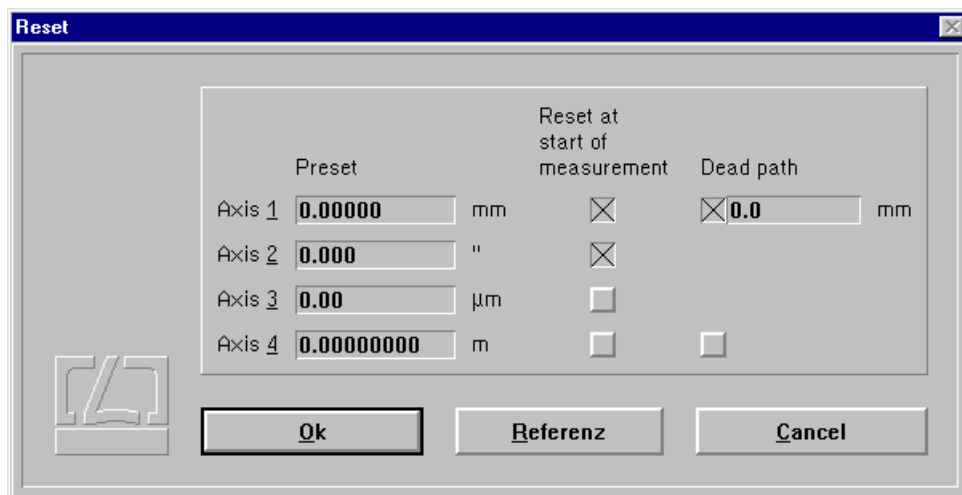 Reset
Reset at
start of
Preset measurement Dead path
Axis 1 0.00000 mm 0.0 mm
Axis 2 0.000 "
Axis 3 0.00 µm
Axis 4 0.00000000 m
Ok Referenz Cancel